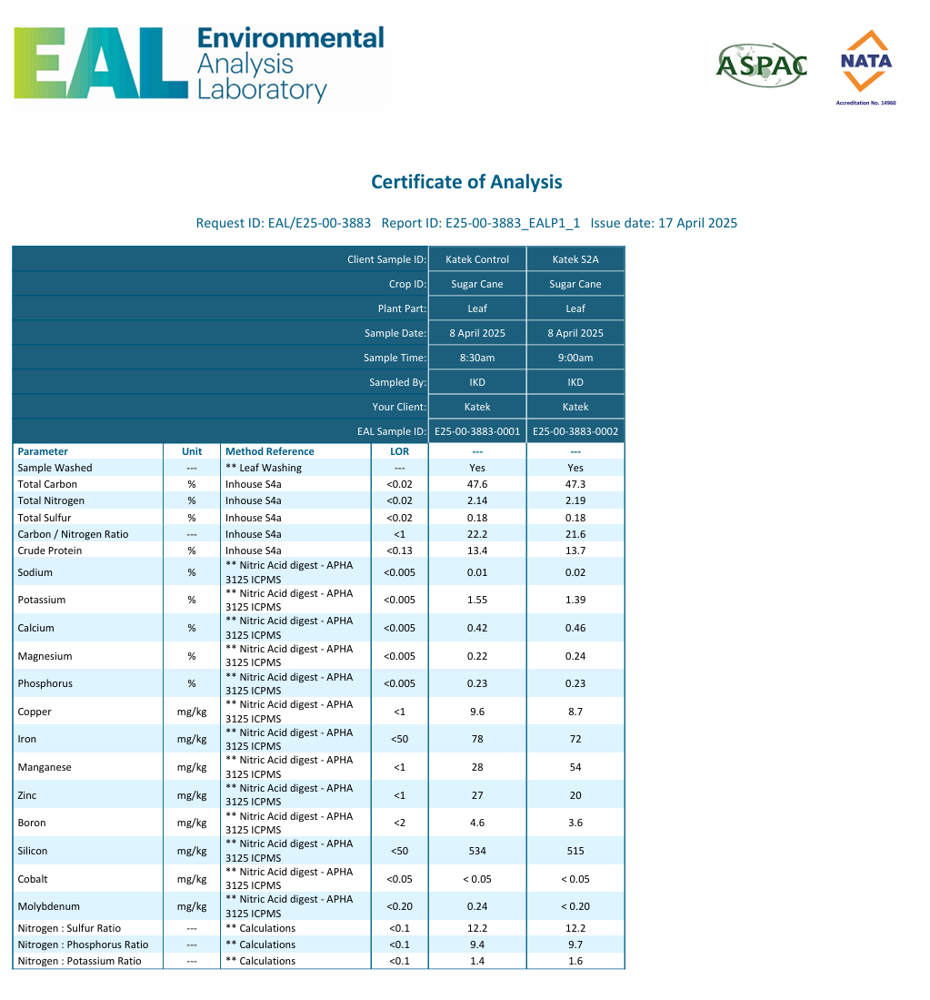 EAL Environmental
Analysis
Laboratory
ASPAC
NATA
Accreditation No. 14960
Certificate of Analysis
Request ID: EAL/E25-00-3883 Report ID: E25-00-3883_EALP1_1 Issue date: 17 April 2025
Client Sample ID: Katek Control Katek S2A
Crop ID: Sugar Cane Sugar Cane
Plant Part: Leaf Leaf
Sample Date: 8 April 2025 8 April 2025
Sample Time: 8:30am 9:00am
Sampled By: IKD IKD
Your Client: Katek Katek
EAL Sample ID: E25-00-3883-0001 E25-00-3883-0002
Parameter Unit Method Reference LOR --- ---
Sample Washed --- ** Leaf Washing --- Yes Yes
Total Carbon % Inhouse S4a <0.02 47.6 47.3
Total Nitrogen % Inhouse S4a <0.02 2.14 2.19
Total Sulfur % Inhouse S4a <0.02 0.18 0.18
Carbon / Nitrogen Ratio --- Inhouse S4a <1 22.2 21.6
Crude Protein % Inhouse S4a <0.13 13.4 13.7
Sodium % ** Nitric Acid digest - APHA
3125 ICPMS <0.005 0.01 0.02
Potassium % ** Nitric Acid digest - APHA
3125 ICPMS <0.005 1.55 1.39
Calcium % ** Nitric Acid digest - APHA
3125 ICPMS <0.005 0.42 0.46
Magnesium % ** Nitric Acid digest - APHA
3125 ICPMS <0.005 0.22 0.24
Phosphorus % ** Nitric Acid digest - APHA
3125 ICPMS <0.005 0.23 0.23
Copper mg/kg ** Nitric Acid digest - APHA
3125 ICPMS <1 9.6 8.7
Iron mg/kg ** Nitric Acid digest - APHA
3125 ICPMS <50 78 72
Manganese mg/kg ** Nitric Acid digest - APHA
3125 ICPMS <1 28 54
Zinc mg/kg ** Nitric Acid digest - APHA
3125 ICPMS <1 27 20
Boron mg/kg ** Nitric Acid digest - APHA
3125 ICPMS <2 4.6 3.6
Silicon mg/kg ** Nitric Acid digest - APHA
3125 ICPMS <50 534 515
Cobalt mg/kg ** Nitric Acid digest - APHA
3125 ICPMS <0.05 < 0.05 < 0.05
Molybdenum mg/kg ** Nitric Acid digest - APHA
3125 ICPMS <0.20 0.24 < 0.20
Nitrogen : Sulfur Ratio --- ** Calculations <0.1 12.2 12.2
Nitrogen : Phosphorus Ratio --- ** Calculations <0.1 9.4 9.7
Nitrogen : Potassium Ratio --- ** Calculations <0.1 1.4 1.6